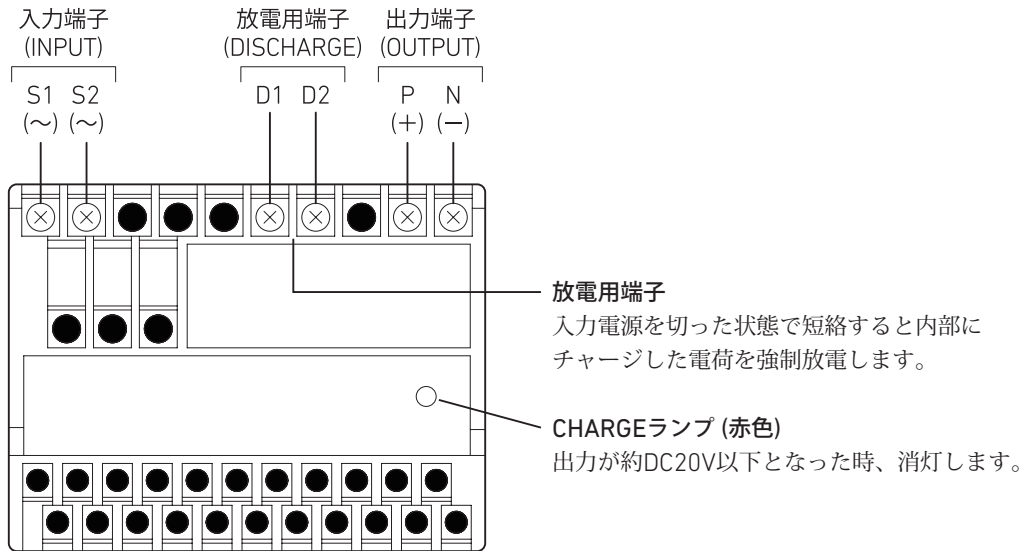 入力端子
(INPUT)
放電用端子
(DISCHARGE)
出力端子
(OUTPUT)
S1 S2
(～) (～)
D1 D2
P N
(＋) (－)
放電用端子
入力電源を切った状態で短絡すると内部に
チャージした電荷を強制放電します。
CHARGEランプ (赤色)
出力が約DC20V以下となった時、消灯します。